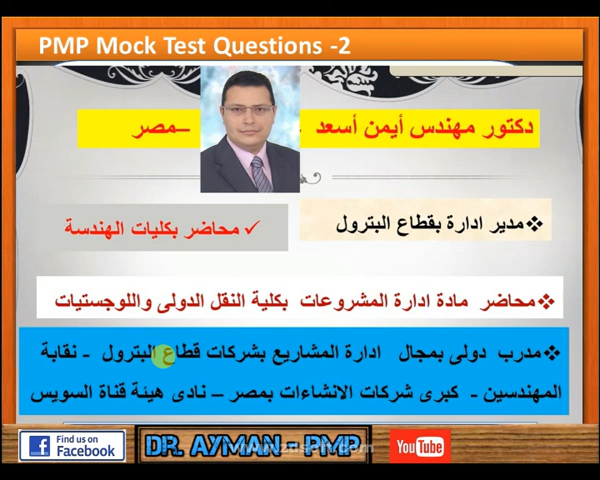 PMP Mock Test Questions -2
دكتور مهندس أيمن أسعد –مصر
❖مدير ادارة بقطاع البترول
✓ محاضر بكليات الهندسة
❖محاضر مادة ادارة المشروعات بكلية النقل الدولى واللوجستيات
❖مدرب دولى بمجال ادارة المشاريع بشركات قطاع البترول - نقابة
المهندسين - كبرى شركات الانشاءات بمصر – نادى هيئة قناة السويس
Find us on
Facebook
DR. AYMAN - PMP
YouTube